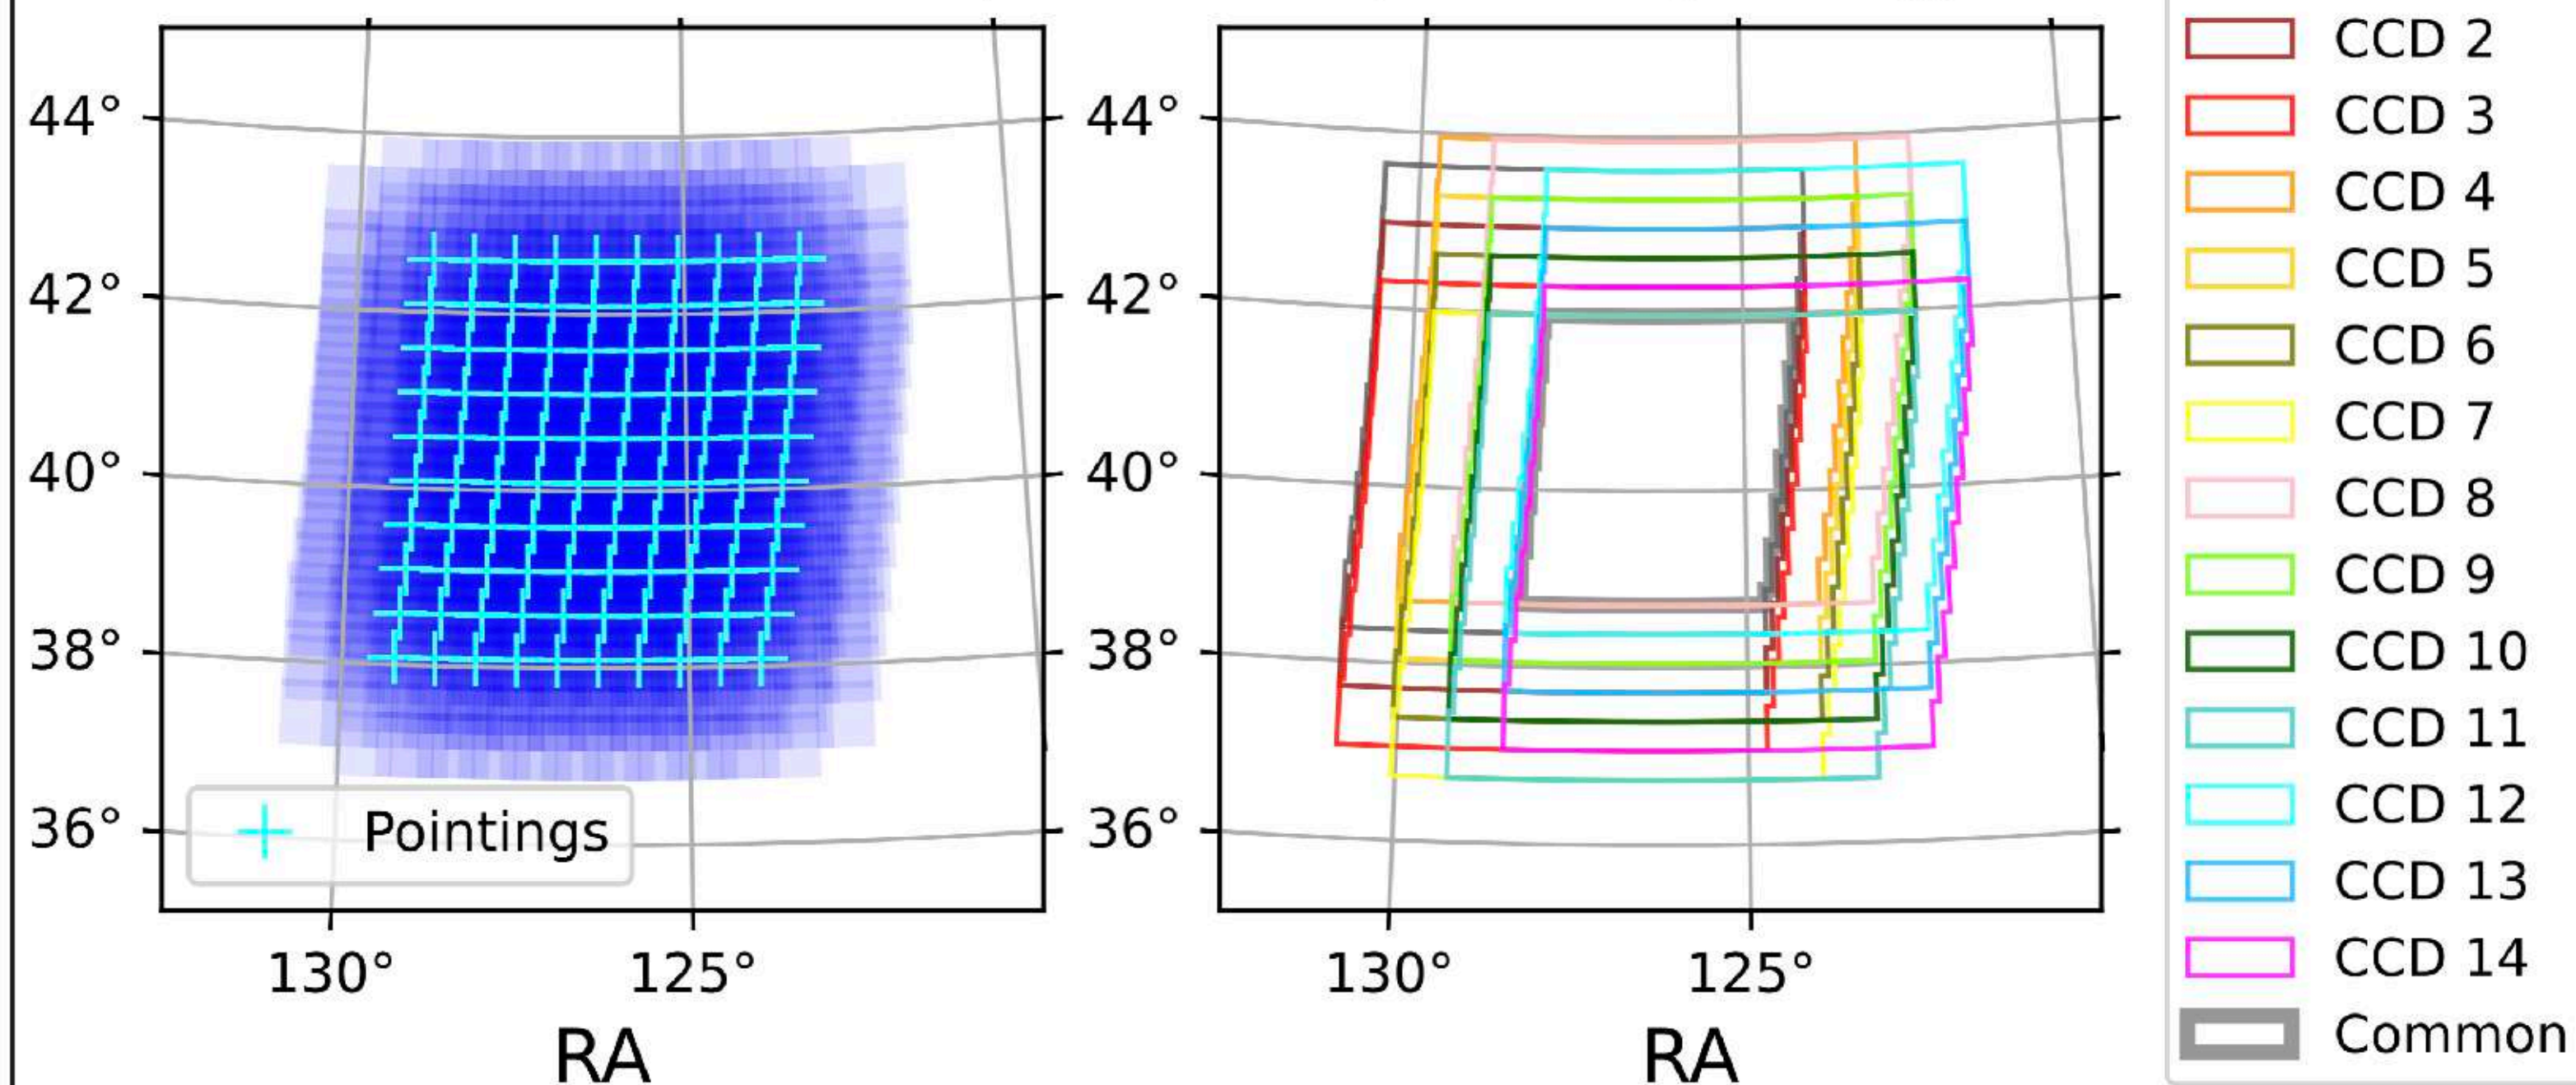 44°
42°
40°
38°
36°
Pointings
130°
125°
RA
44°
42°
40°
38°
36°
130°
125°
RA
CCD 2
CCD 3
CCD 4
CCD 5
CCD 6
CCD 7
CCD 8
CCD 9
CCD 10
CCD 11
CCD 12
CCD 13
CCD 14
Common